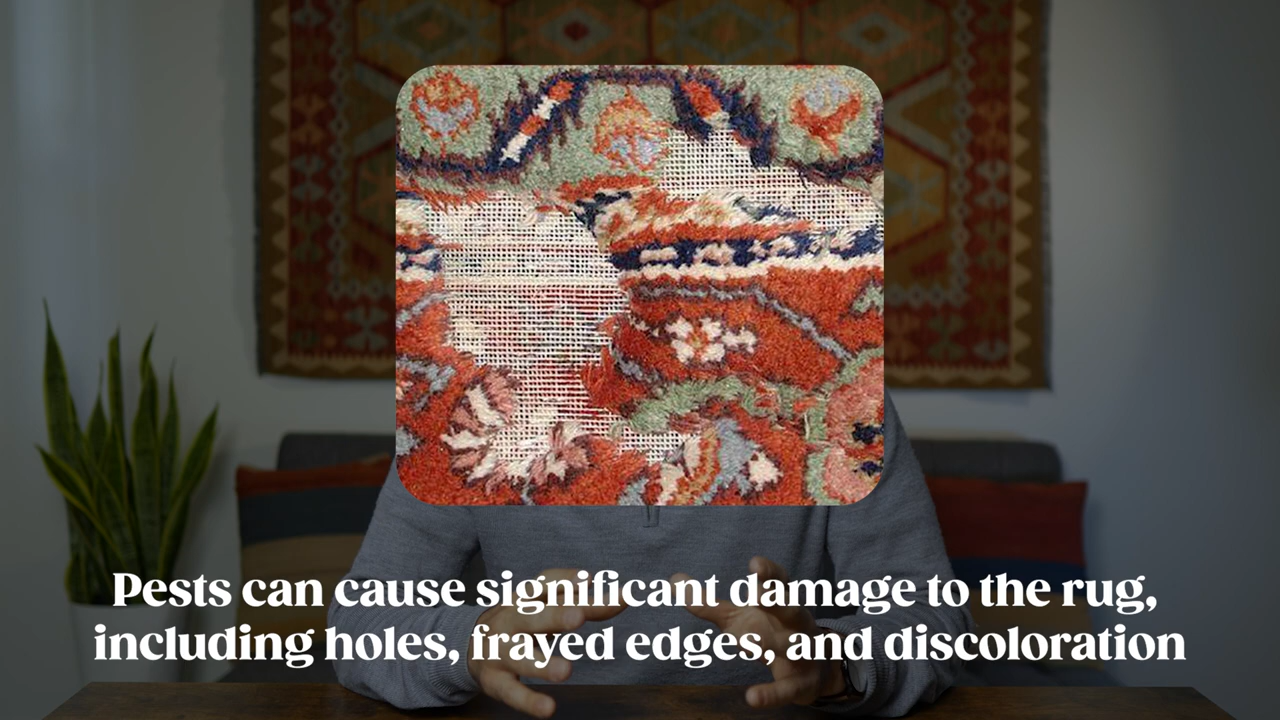 Pests can cause significant damage to the rug,
including holes, frayed edges, and discoloration